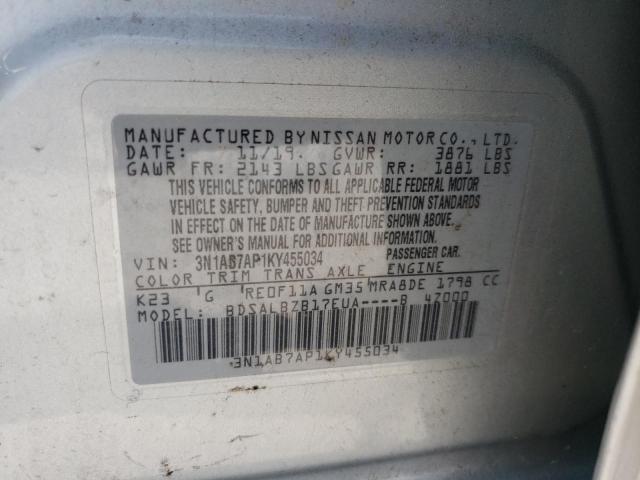 MANUFACTURED BY NISSAN MOTOR CO., LTD.
DATE: 11/19. GVWR: 3876 LBS
GAWR FR: 2143 LBS GAWR RR: 1881 LBS
THIS VEHICLE CONFORMS TO ALL APPLICABLE FEDERAL MOTOR
VEHICLE SAFETY, BUMPER AND THEFT PREVENTION STANDARDS
IN EFFECT ON THE DATE OF MANUFACTURE SHOWN ABOVE.
SEE OWNER'S MANUAL FOR ADDITIONAL INFORMATION.
VIN: 3N1AB7AP1KY455034 PASSENGER CAR.
COLOR TRIM TRANS AXLE ENGINE
K23 G RE0F11A GM35 MRA8DE 1798 CC
MODEL: BDSALBZB17EUA----B 47000
3N1AB7AP1KY455034